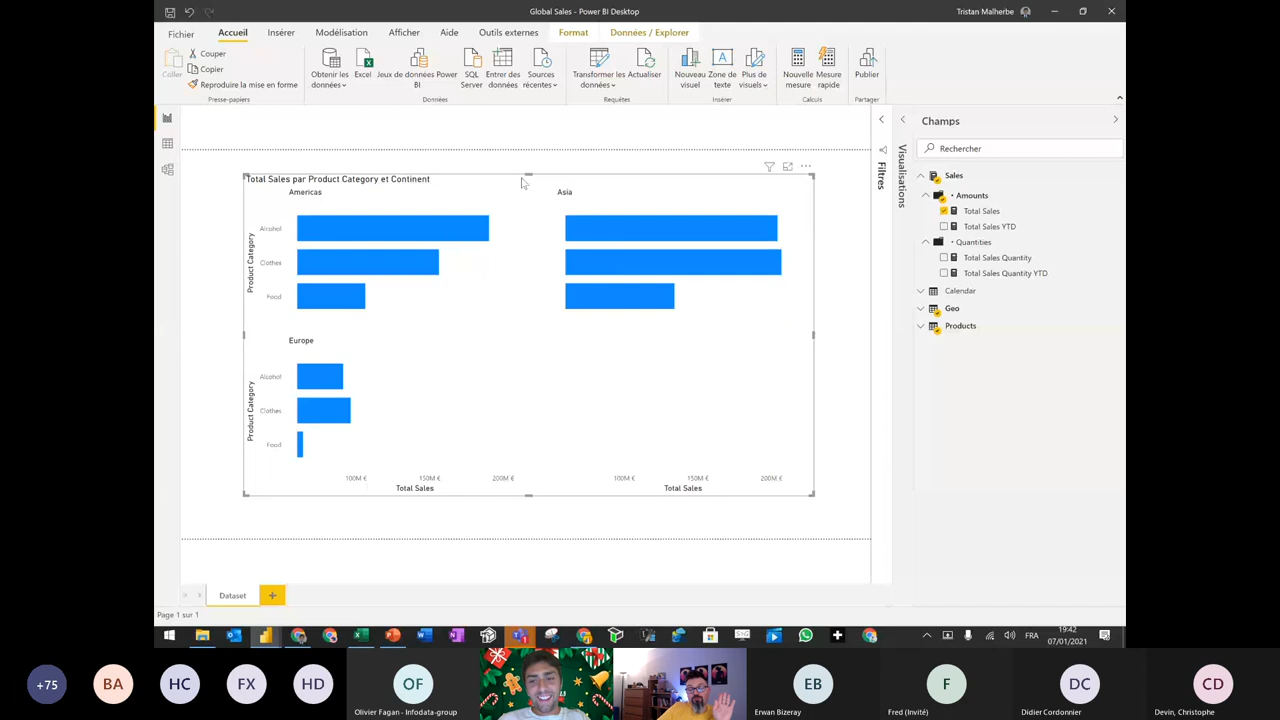 Global Sales - Power BI Desktop
Tristan Malherbe
Fichier
Accueil
Insérer
Modélisation
Afficher
Aide
Outils externes
Format
Données / Explorer
Coller
Couper
Copier
Reproduire la mise en forme
Presse-papiers
Obtenir les données
Excel
Jeux de données Power BI
SQL Server
Entrer des données
Sources récentes
Données
Transformer les données
Actualiser
Requêtes
Nouveau visuel
Zone de texte
Plus de visuels
Insérer
Nouvelle mesure
Mesure rapide
Calculs
Publier
Partager
Total Sales par Product Category et Continent
Americas
Asia
Product Category
Alcohol
Clothes
Food
Europe
Product Category
Alcohol
Clothes
Food
100M €
150M €
200M €
100M €
150M €
200M €
Total Sales
Total Sales
Filtres
Visualisations
Champs
Rechercher
Sales
• Amounts
Total Sales
Total Sales YTD
• Quantities
Total Sales Quantity
Total Sales Quantity YTD
Calendar
Geo
Products
Dataset
Page 1 sur 1
FRA
19:42
07/01/2021
+75
BA
HC
FX
HD
OF
Olivier Fagan - Infodata-group
EB
Erwan Bizeray
F
Fred (Invité)
DC
Didier Cordonnier
CD
Devin, Christophe